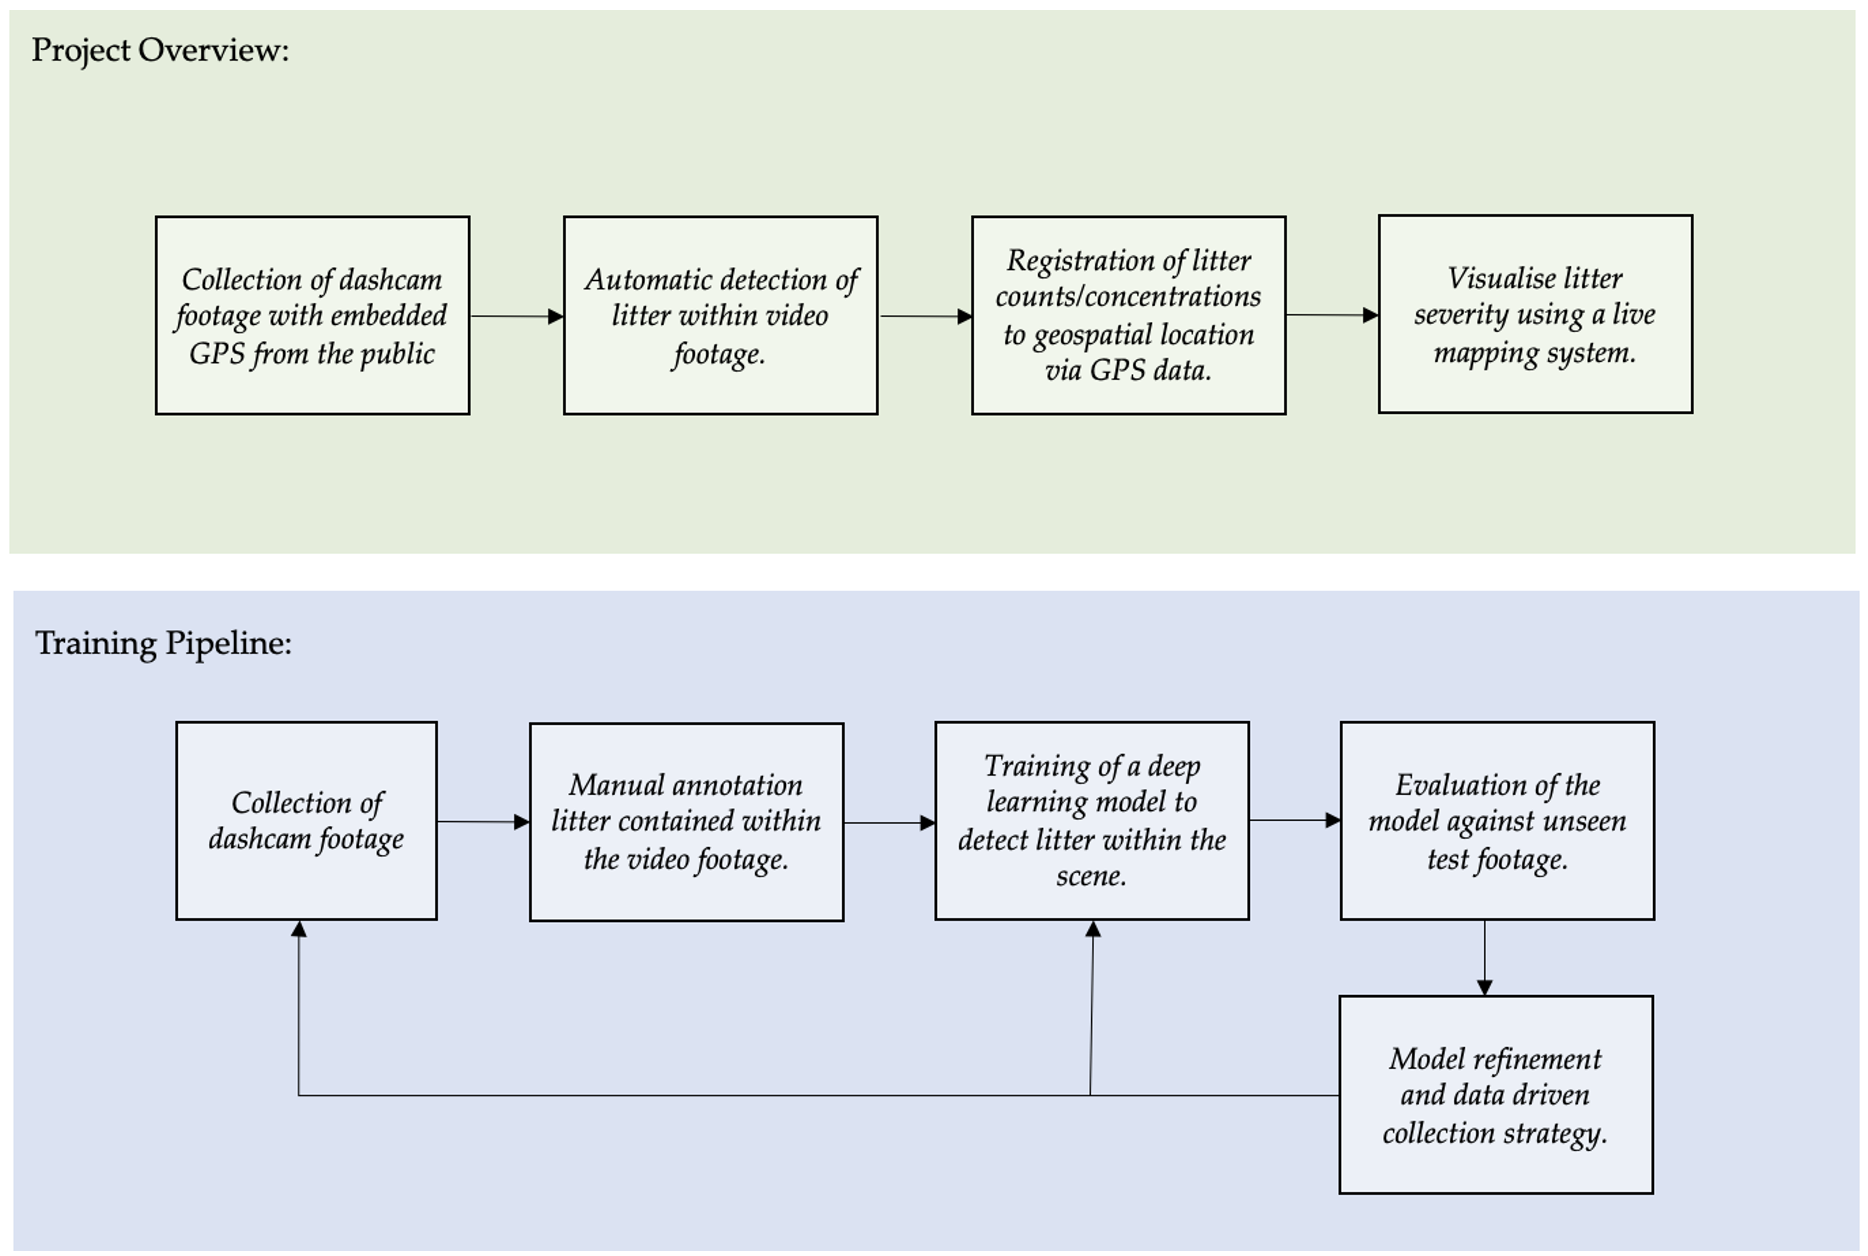 Project Overview:
Collection of dashcam
footage with embedded
GPS from the public
Automatic detection of
litter within video
footage.
Registration of litter
counts/concentrations
to geospatial location
via GPS data.
Visualise litter
severity using a live
mapping system.
Training Pipeline:
Collection of
dashcam footage
Manual annotation
litter contained within
the video footage.
Training of a deep
learning model to
detect litter within the
scene.
Evaluation of the
model against unseen
test footage.
Model refinement
and data driven
collection strategy.